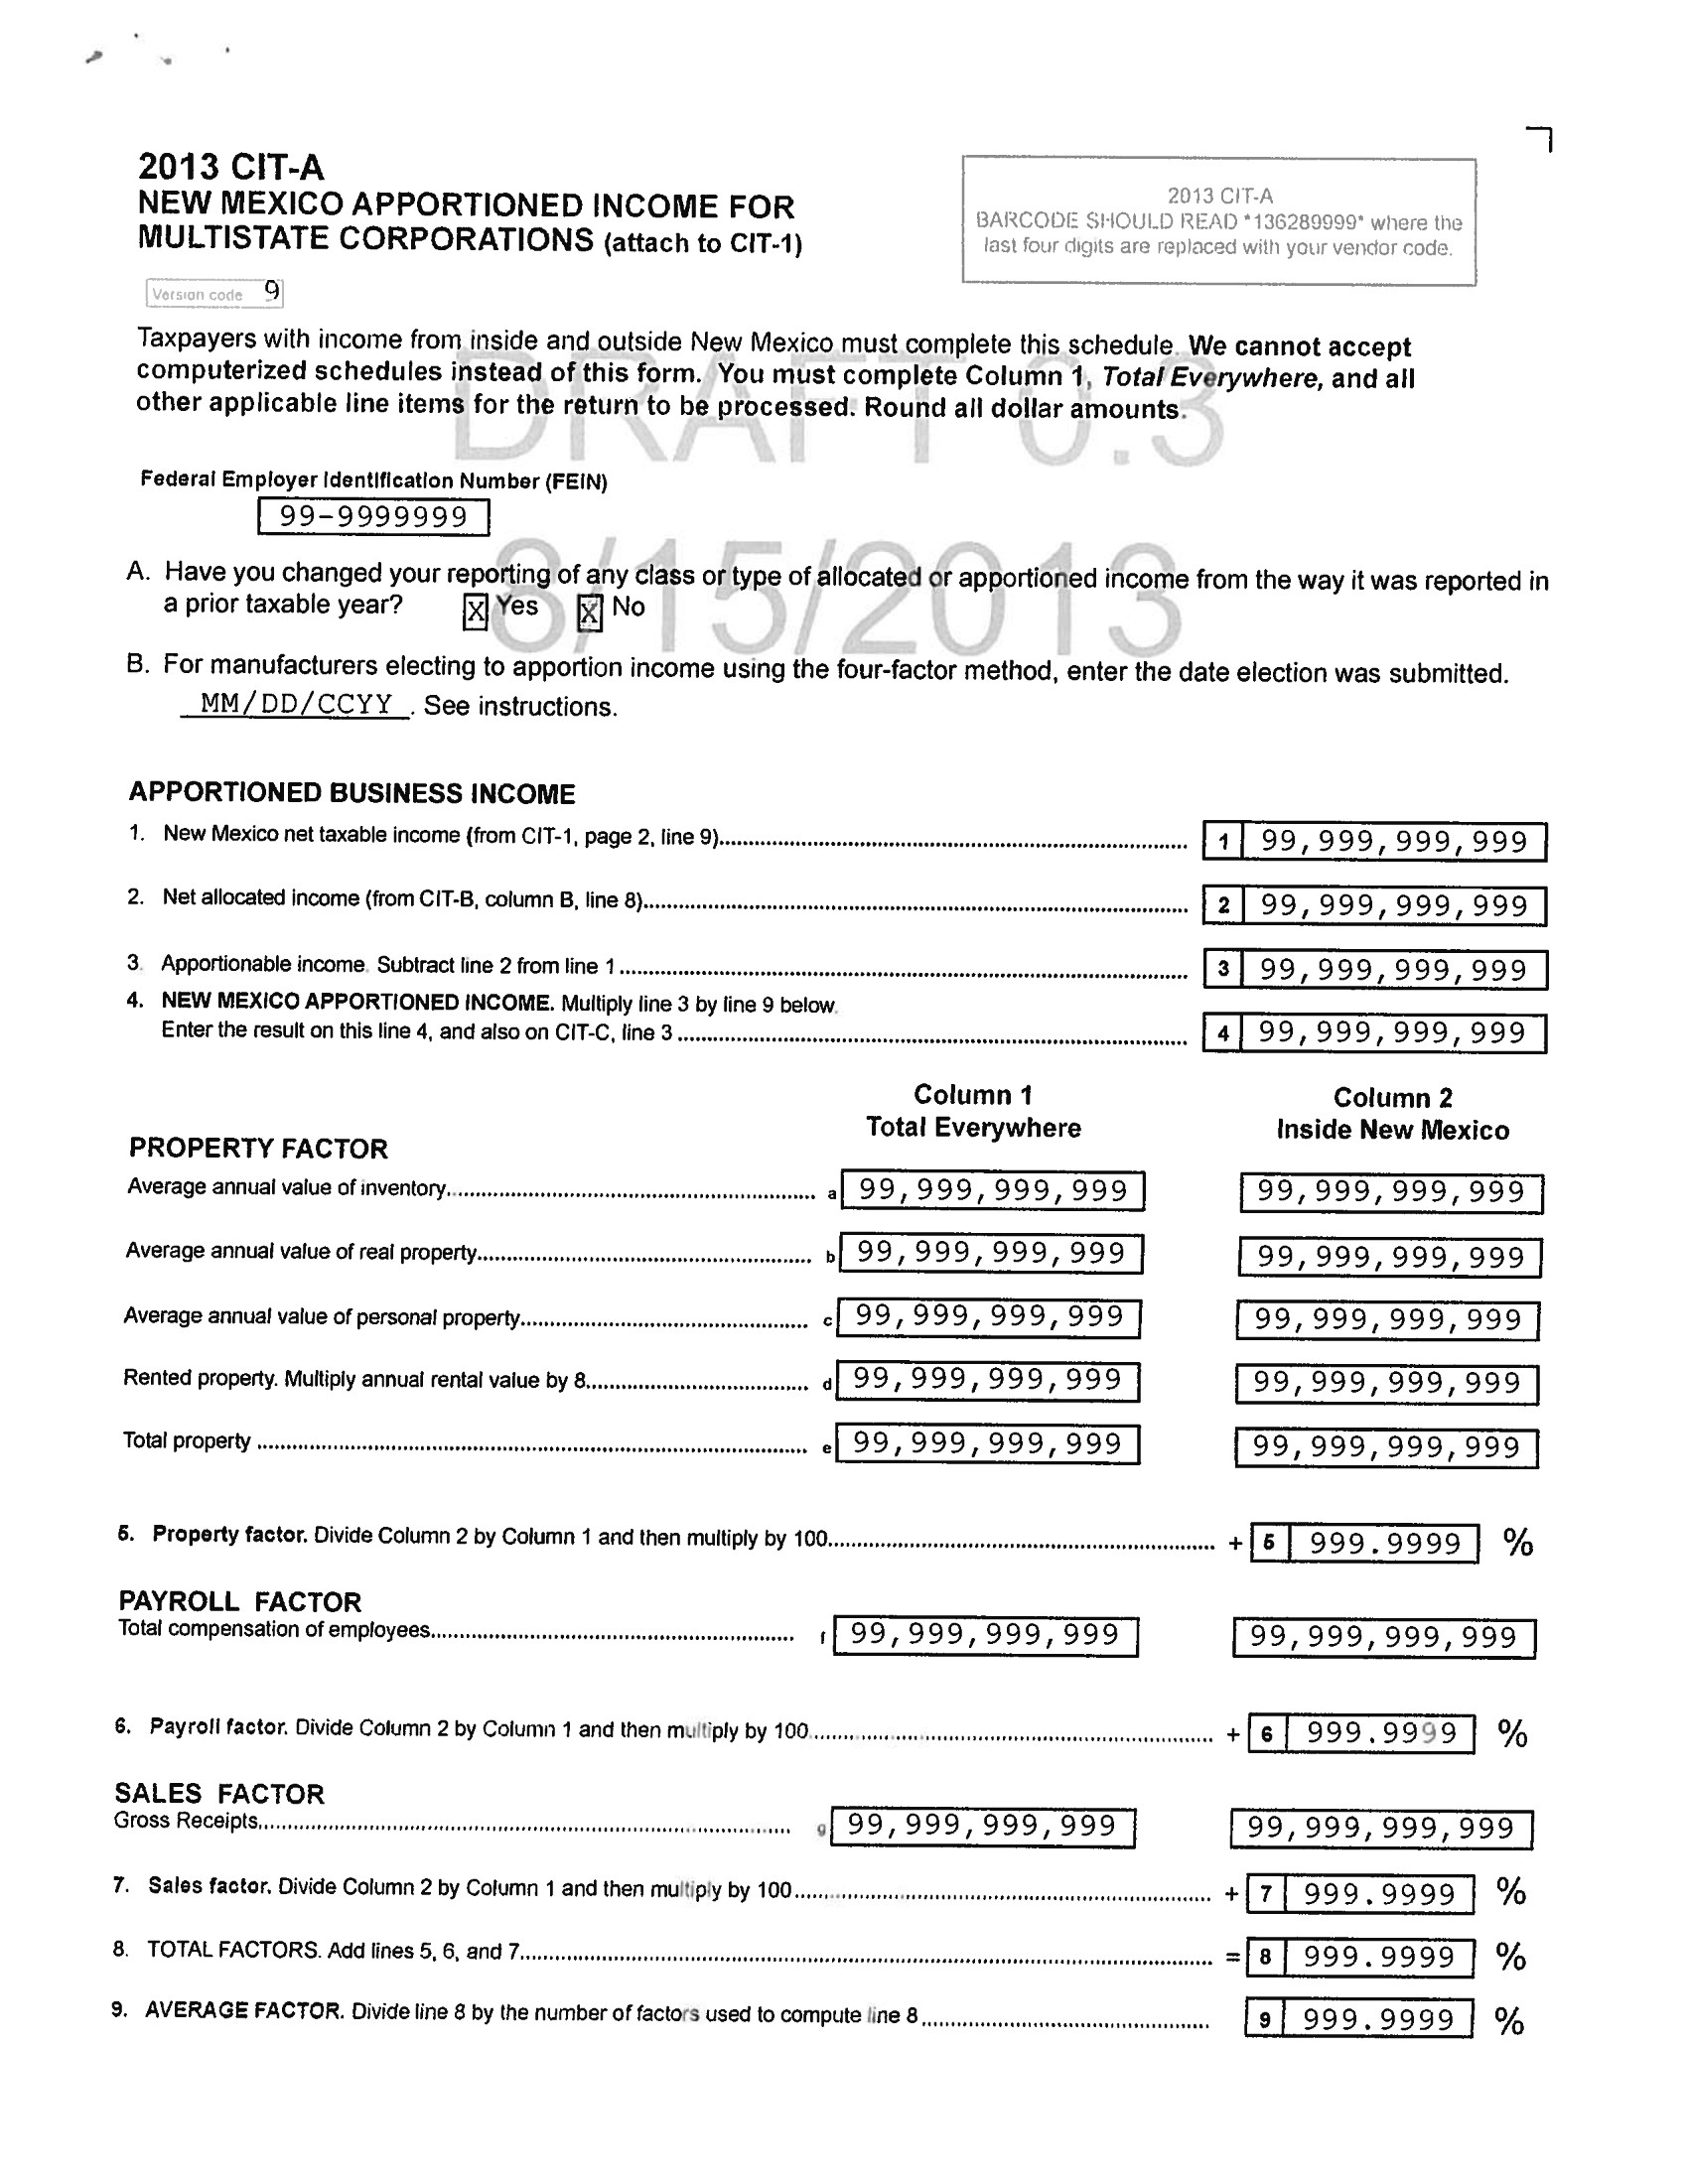 2013 CIT-A
NEW MEXICO APPORTIONED INCOME FOR
MULTISTATE CORPORATIONS (attach to CIT-1)
2013 CIT-A
BARCODE SHOULD READ *136289999* where the
last four digits are replaced with your vendor code.
Version code 9
Taxpayers with income from inside and outside New Mexico must complete this schedule. We cannot accept
computerized schedules instead of this form. You must complete Column 1, Total Everywhere, and all
other applicable line items for the return to be processed. Round all dollar amounts.
DRAFT 0.3
Federal Employer Identification Number (FEIN)
99-9999999
8/15/2013
A. Have you changed your reporting of any class or type of allocated or apportioned income from the way it was reported in
a prior taxable year? X Yes X No
B. For manufacturers electing to apportion income using the four-factor method, enter the date election was submitted.
MM/DD/CCYY . See instructions.
APPORTIONED BUSINESS INCOME
1. New Mexico net taxable income (from CIT-1, page 2, line 9) 1 99,999,999,999
2. Net allocated income (from CIT-B, column B, line 8) 2 99,999,999,999
3. Apportionable income. Subtract line 2 from line 1 3 99,999,999,999
4. NEW MEXICO APPORTIONED INCOME. Multiply line 3 by line 9 below.
Enter the result on this line 4, and also on CIT-C, line 3 4 99,999,999,999
Column 1 Column 2
Total Everywhere Inside New Mexico
PROPERTY FACTOR
Average annual value of inventory a 99,999,999,999 99,999,999,999
Average annual value of real property b 99,999,999,999 99,999,999,999
Average annual value of personal property c 99,999,999,999 99,999,999,999
Rented property. Multiply annual rental value by 8 d 99,999,999,999 99,999,999,999
Total property e 99,999,999,999 99,999,999,999
5. Property factor. Divide Column 2 by Column 1 and then multiply by 100 + 5 999.9999 %
PAYROLL FACTOR
Total compensation of employees f 99,999,999,999 99,999,999,999
6. Payroll factor. Divide Column 2 by Column 1 and then multiply by 100 + 6 999.9999 %
SALES FACTOR
Gross Receipts g 99,999,999,999 99,999,999,999
7. Sales factor. Divide Column 2 by Column 1 and then multiply by 100 + 7 999.9999 %
8. TOTAL FACTORS. Add lines 5, 6, and 7 = 8 999.9999 %
9. AVERAGE FACTOR. Divide line 8 by the number of factors used to compute line 8 9 999.9999 %